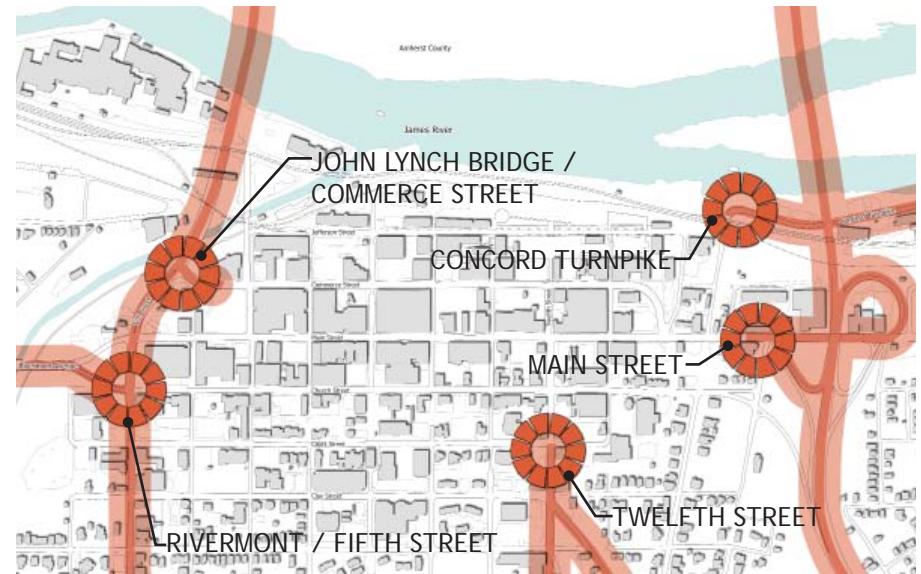 Amherst County
James River
JOHN LYNCH BRIDGE /
COMMERCE STREET
Jefferson Street
CONCORD TURNPIKE
Commerce Street
Main Street
MAIN STREET
Church Street
Court Street
Clay Street
TWELFTH STREET
RIVERMONT / FIFTH STREET